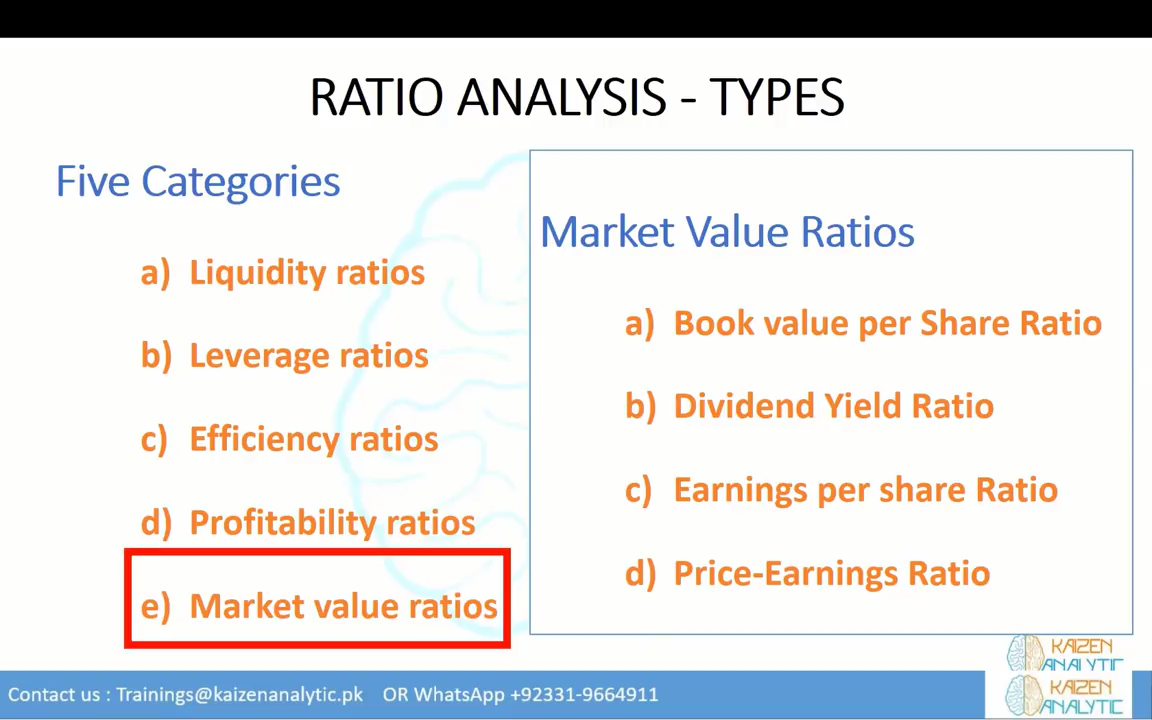 RATIO ANALYSIS - TYPES
Five Categories
a) Liquidity ratios
b) Leverage ratios
c) Efficiency ratios
d) Profitability ratios
e) Market value ratios
Market Value Ratios
a) Book value per Share Ratio
b) Dividend Yield Ratio
c) Earnings per share Ratio
d) Price-Earnings Ratio
Contact us : Trainings@kaizenanalytic.pk OR WhatsApp +92331-9664911
KAIZEN
ANALYTIC
KAIZEN
ANALYTIC